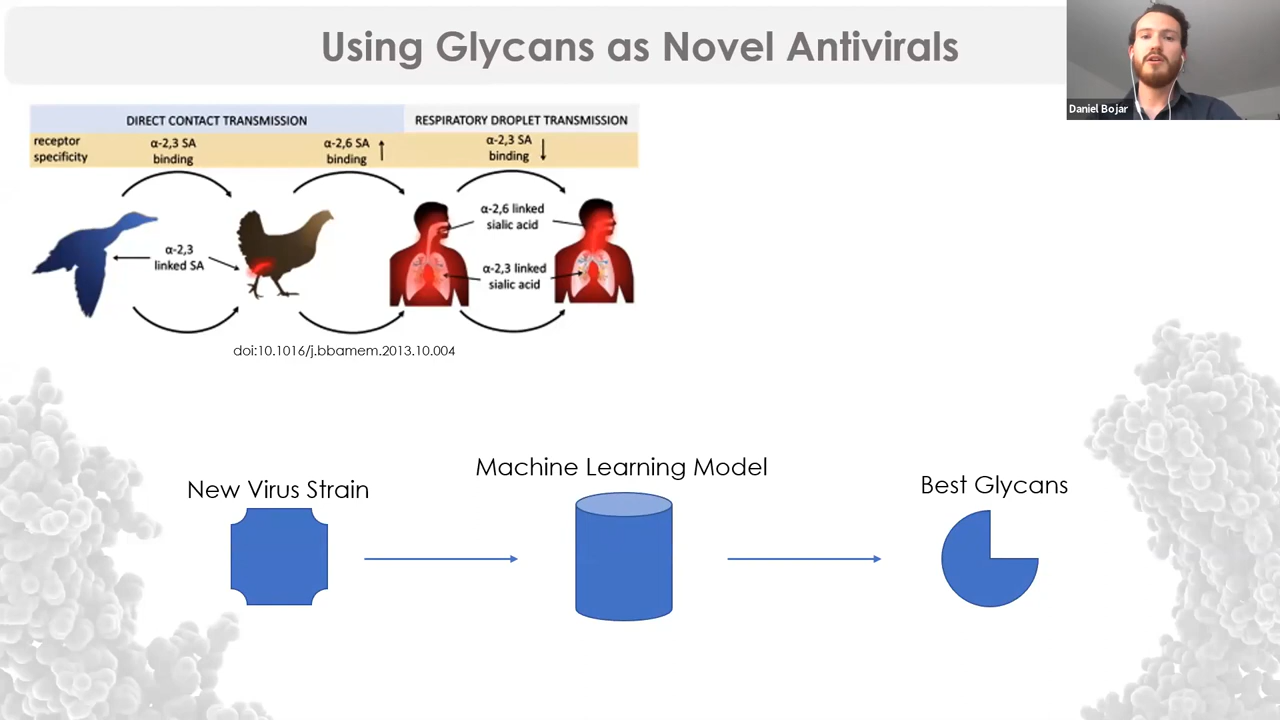 Using Glycans as Novel Antivirals
Daniel Bojar
DIRECT CONTACT TRANSMISSION
RESPIRATORY DROPLET TRANSMISSION
receptor
specificity
α-2,3 SA
binding
α-2,6 SA
binding
α-2,3 SA
binding
α-2,3
linked SA
α-2,6 linked
sialic acid
α-2,3 linked
sialic acid
doi:10.1016/j.bbamem.2013.10.004
New Virus Strain
Machine Learning Model
Best Glycans